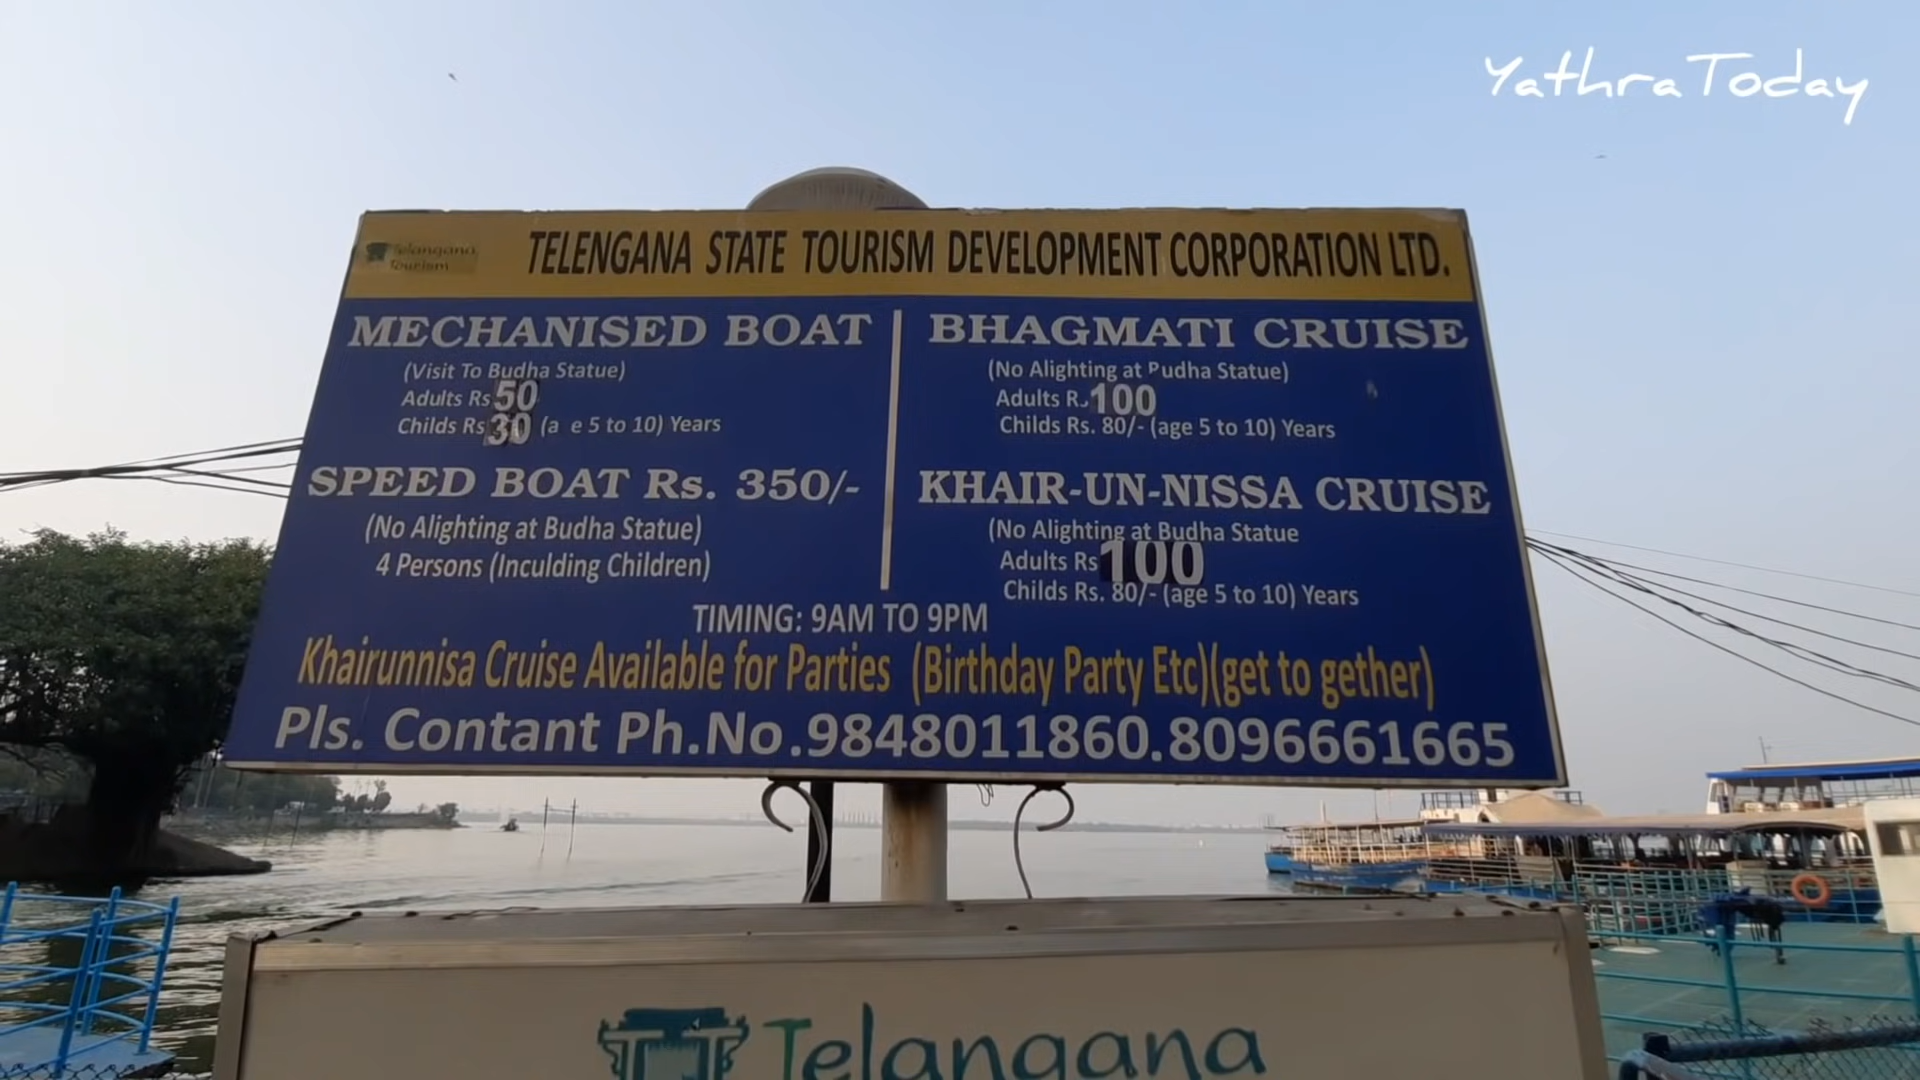 YathraToday
Telangana
Tourism
TELENGANA STATE TOURISM DEVELOPMENT CORPORATION LTD.
MECHANISED BOAT
(Visit To Budha Statue)
Adults Rs 50
Childs Rs 30 (a e 5 to 10) Years
SPEED BOAT Rs. 350/-
(No Alighting at Budha Statue)
4 Persons (Inculding Children)
BHAGMATI CRUISE
(No Alighting at Pudha Statue)
Adults R. 100
Childs Rs. 80/- (age 5 to 10) Years
KHAIR-UN-NISSA CRUISE
(No Alighting at Budha Statue
Adults Rs 100
Childs Rs. 80/- (age 5 to 10) Years
TIMING: 9AM TO 9PM
Khairunnisa Cruise Available for Parties (Birthday Party Etc)(get to gether)
Pls. Contant Ph.No.9848011860.8096661665
Telangana